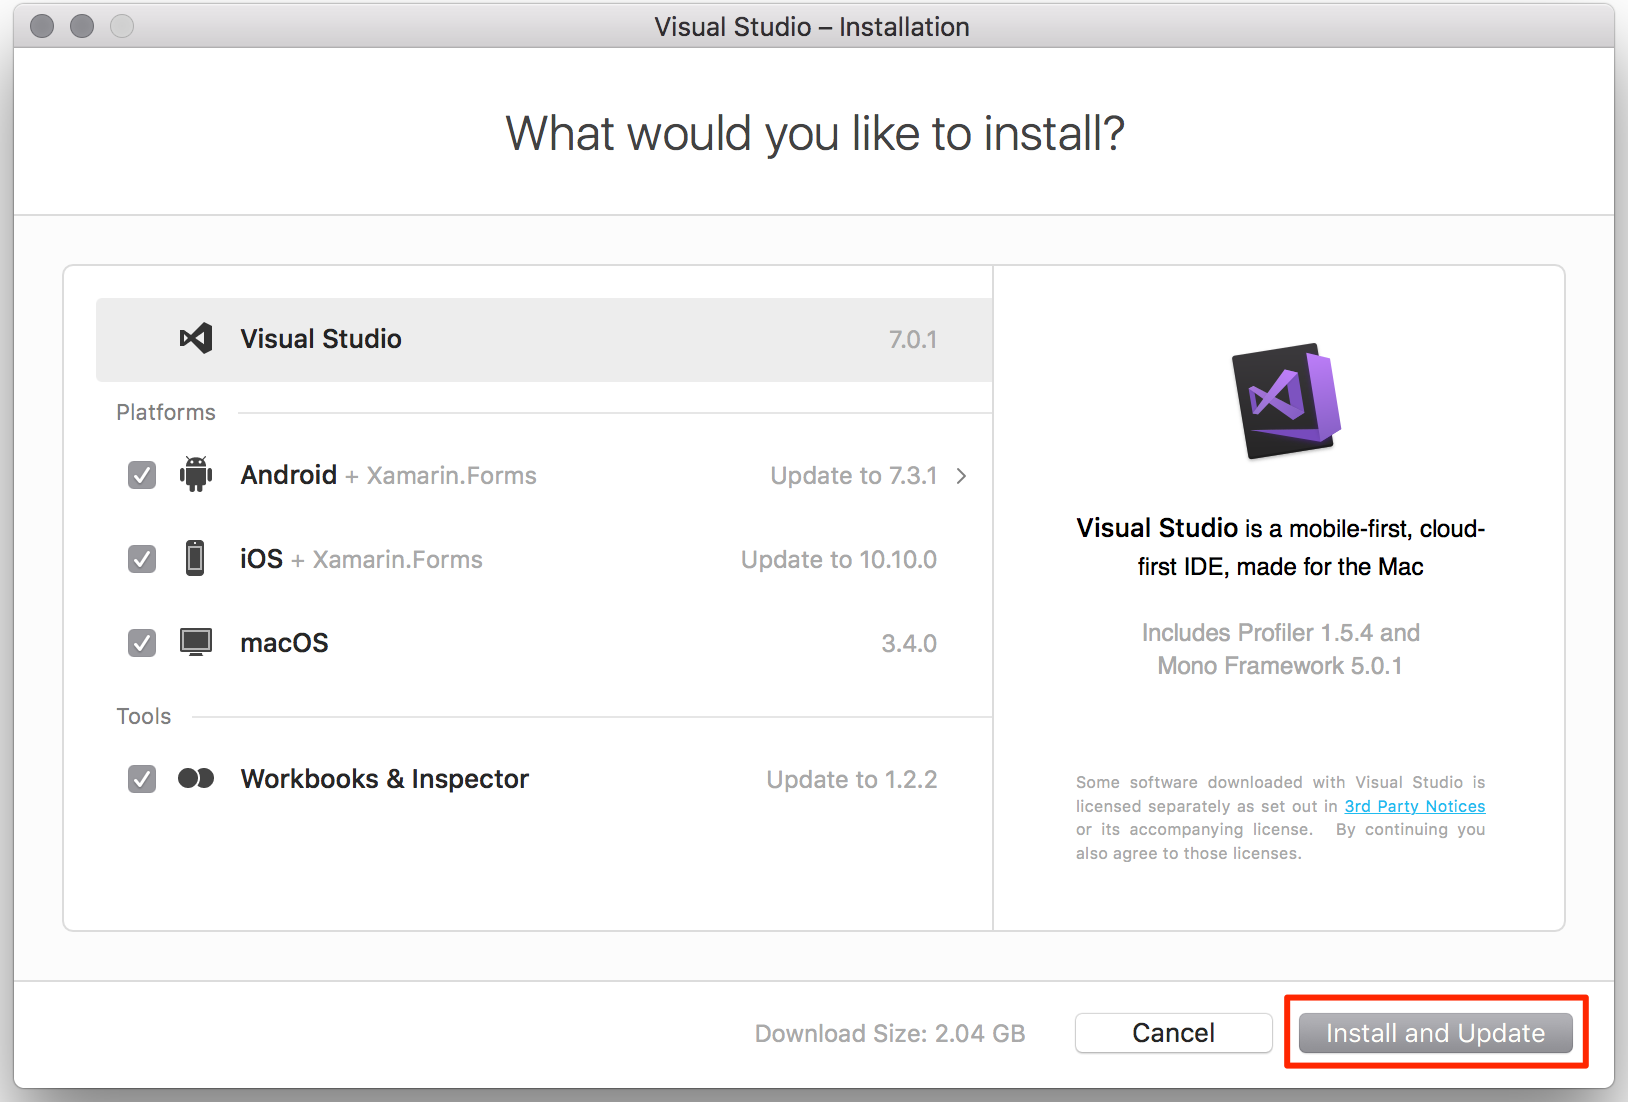 Visual Studio – Installation
What would you like to install?
Visual Studio 7.0.1
Platforms
Android + Xamarin.Forms Update to 7.3.1
iOS + Xamarin.Forms Update to 10.10.0
macOS 3.4.0
Tools
Workbooks & Inspector Update to 1.2.2
Visual Studio is a mobile-first, cloud-
first IDE, made for the Mac
Includes Profiler 1.5.4 and
Mono Framework 5.0.1
Some software downloaded with Visual Studio is
licensed separately as set out in 3rd Party Notices
or its accompanying license. By continuing you
also agree to those licenses.
Download Size: 2.04 GB Cancel Install and Update